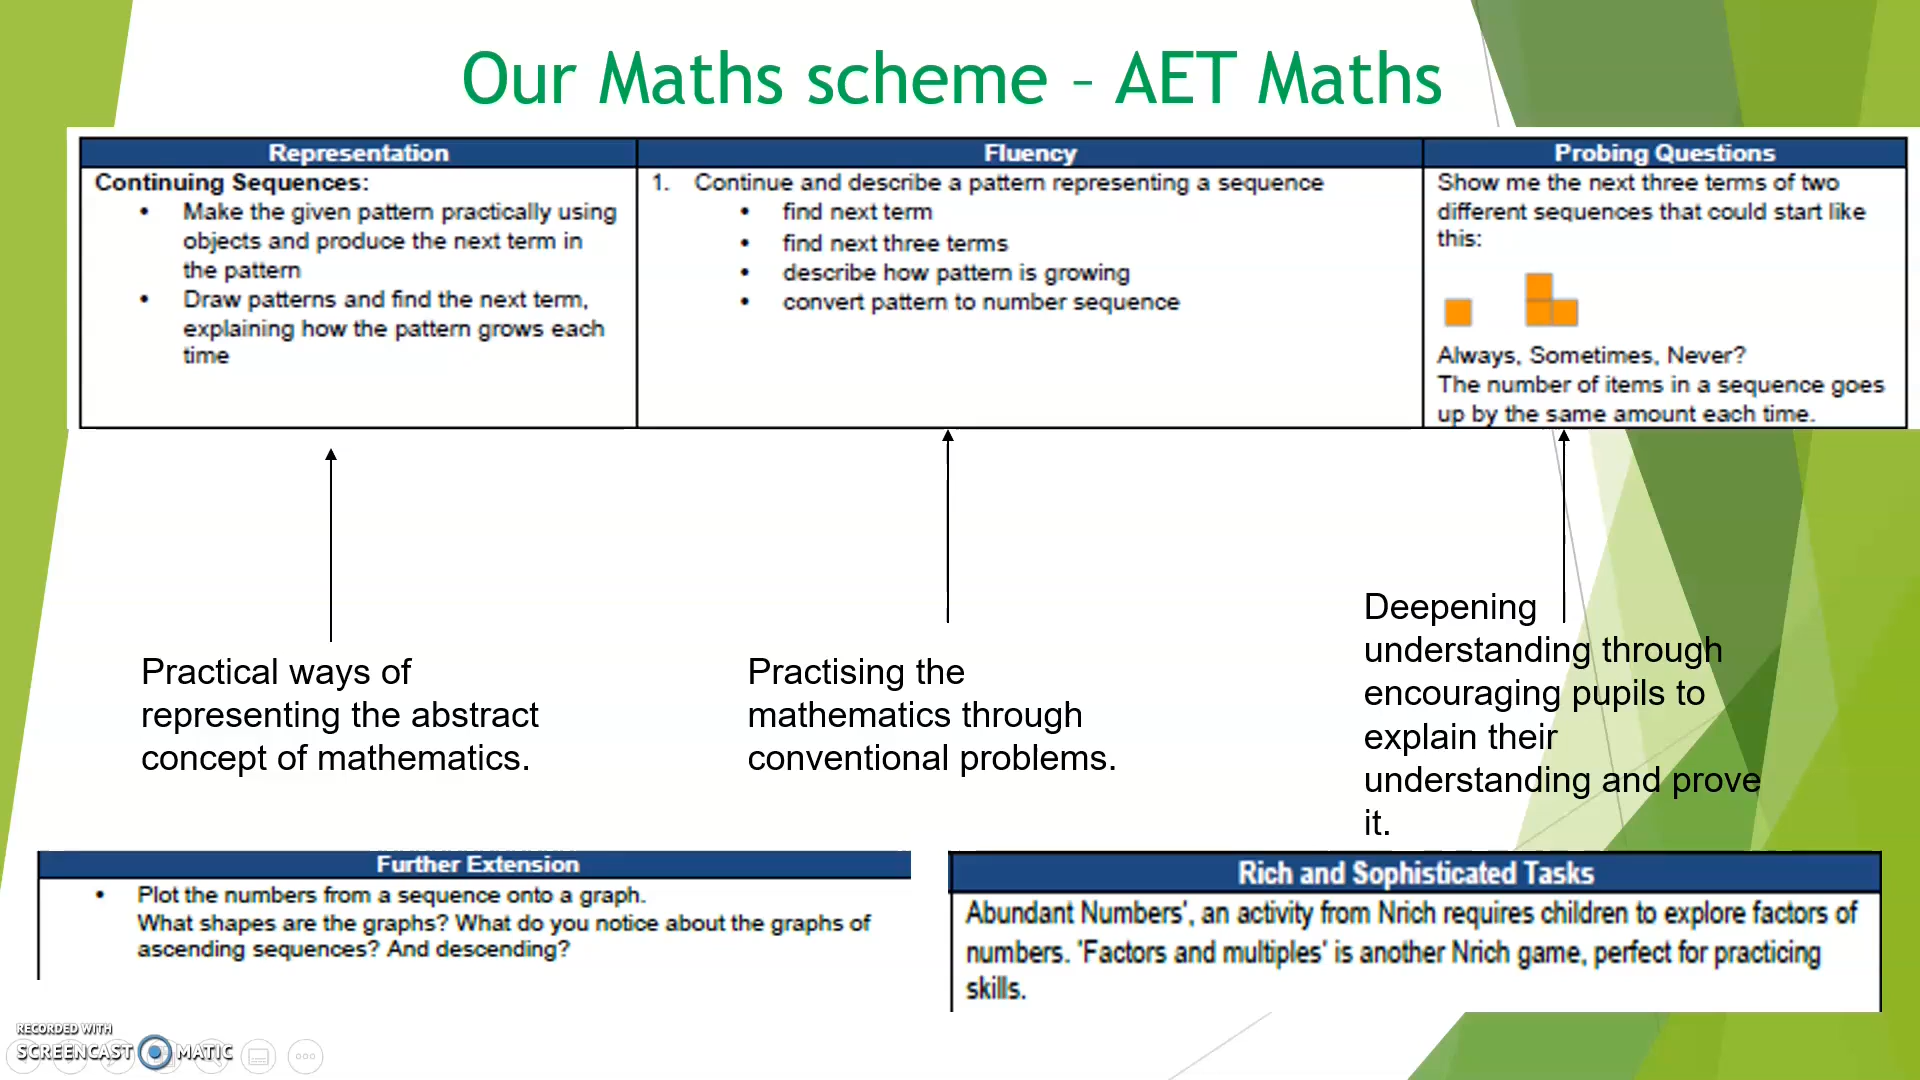 Our Maths scheme – AET Maths
Representation
Continuing Sequences:
• Make the given pattern practically using
objects and produce the next term in
the pattern
• Draw patterns and find the next term,
explaining how the pattern grows each
time
Fluency
1. Continue and describe a pattern representing a sequence
• find next term
• find next three terms
• describe how pattern is growing
• convert pattern to number sequence
Probing Questions
Show me the next three terms of two
different sequences that could start like
this:
Always, Sometimes, Never?
The number of items in a sequence goes
up by the same amount each time.
Practical ways of
representing the abstract
concept of mathematics.
Practising the
mathematics through
conventional problems.
Deepening
understanding through
encouraging pupils to
explain their
understanding and prove
it.
Further Extension
• Plot the numbers from a sequence onto a graph.
What shapes are the graphs? What do you notice about the graphs of
ascending sequences? And descending?
Rich and Sophisticated Tasks
Abundant Numbers', an activity from Nrich requires children to explore factors of
numbers. 'Factors and multiples' is another Nrich game, perfect for practicing
skills.
RECORDED WITH
SCREENCAST MATIC